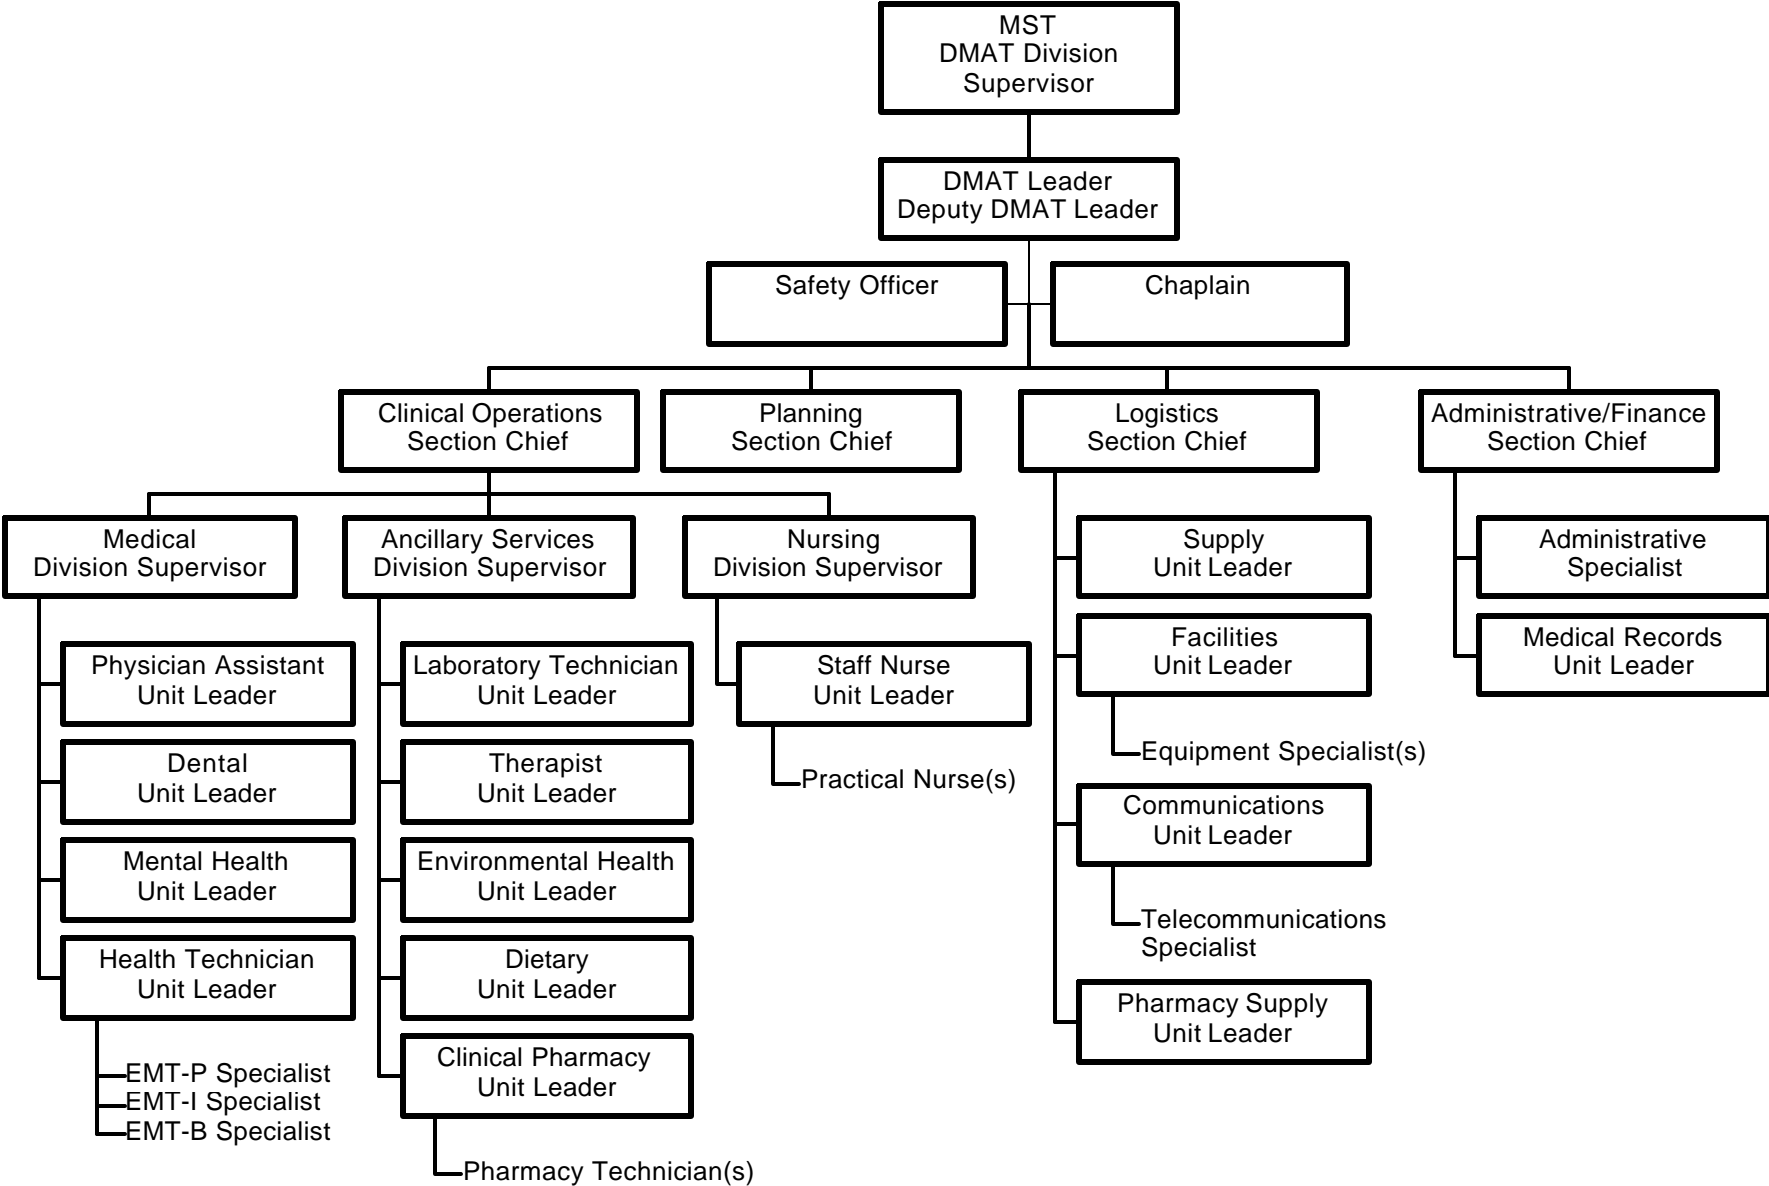 MST
DMAT Division
Supervisor
DMAT Leader
Deputy DMAT Leader
Safety Officer
Chaplain
Clinical Operations
Section Chief
Planning
Section Chief
Logistics
Section Chief
Administrative/Finance
Section Chief
Medical
Division Supervisor
Ancillary Services
Division Supervisor
Nursing
Division Supervisor
Supply
Unit Leader
Administrative
Specialist
Physician Assistant
Unit Leader
Laboratory Technician
Unit Leader
Staff Nurse
Unit Leader
Facilities
Unit Leader
Medical Records
Unit Leader
Dental
Unit Leader
Therapist
Unit Leader
Practical Nurse(s)
Equipment Specialist(s)
Mental Health
Unit Leader
Environmental Health
Unit Leader
Communications
Unit Leader
Health Technician
Unit Leader
Dietary
Unit Leader
Telecommunications
Specialist
Pharmacy Supply
Unit Leader
EMT-P Specialist
EMT-I Specialist
EMT-B Specialist
Clinical Pharmacy
Unit Leader
Pharmacy Technician(s)